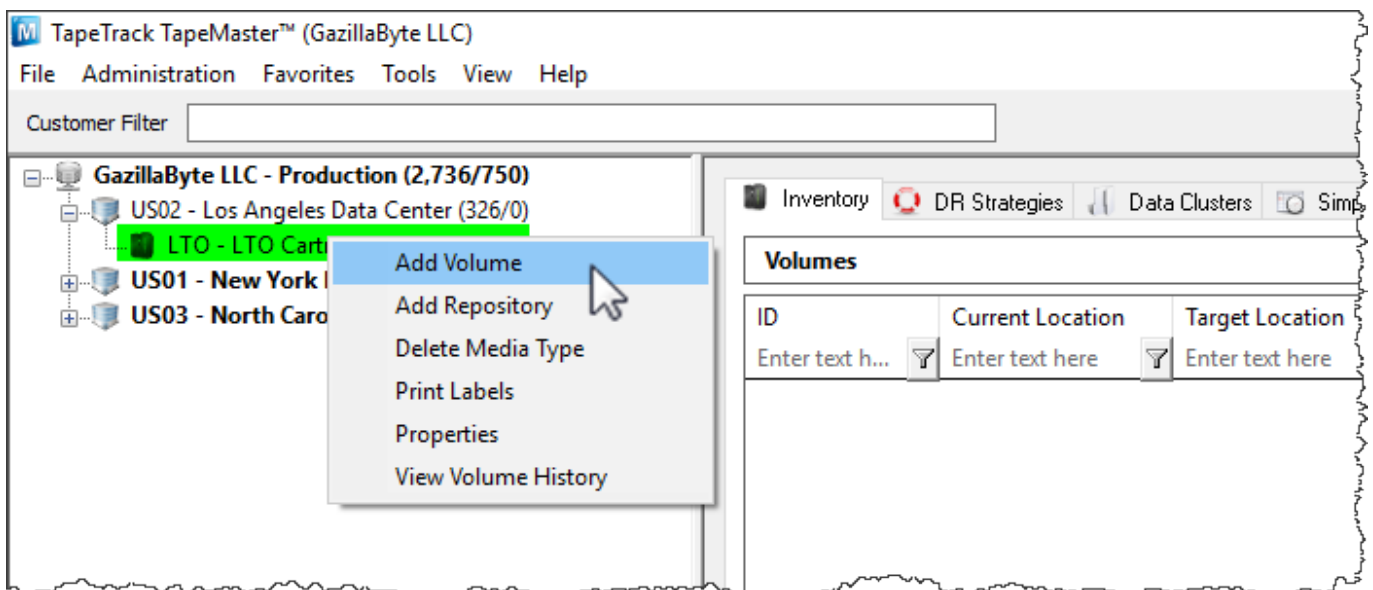 TapeTrack TapeMaster™ (GazillaByte LLC)
File Administration Favorites Tools View Help
Customer Filter
GazillaByte LLC - Production (2,736/750)
US02 - Los Angeles Data Center (326/0)
LTO - LTO
US01 - New York
US03 - North
Add Volume
Add Repository
Delete Media Type
Print Labels
Properties
View Volume History
Inventory DR Strategies Data Clusters
Volumes
ID Current Location Target Location
Enter text h... Enter text here Enter text here